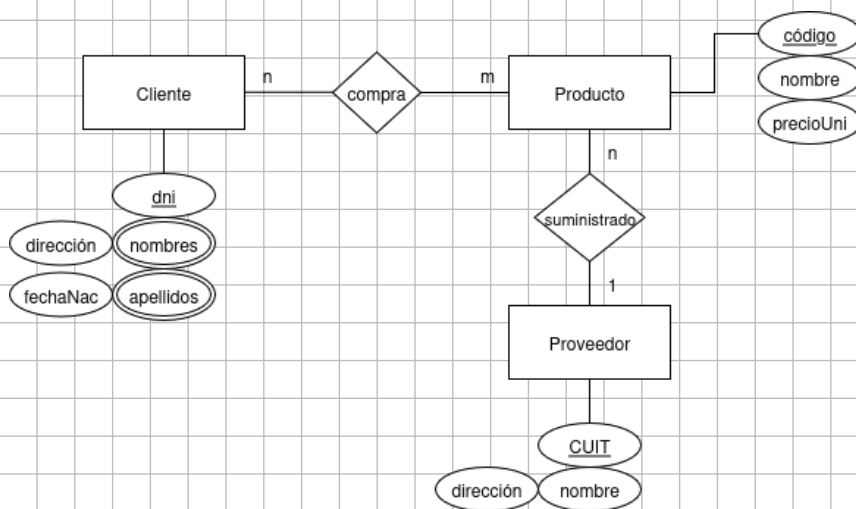 código
n
m
Cliente
compra
Producto
nombre
precioUni
n
dni
suministrado
dirección
nombres
fechaNac
apellidos
1
Proveedor
CUIT
dirección
nombre